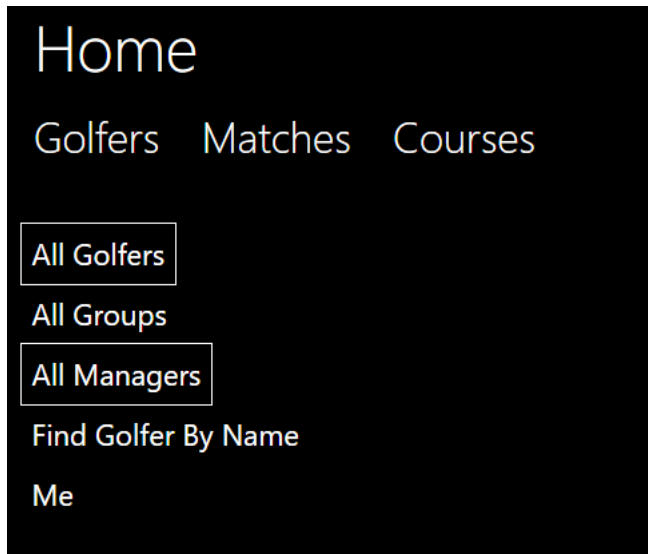 Home
Golfers Matches Courses
All Golfers
All Groups
All Managers
Find Golfer By Name
Me